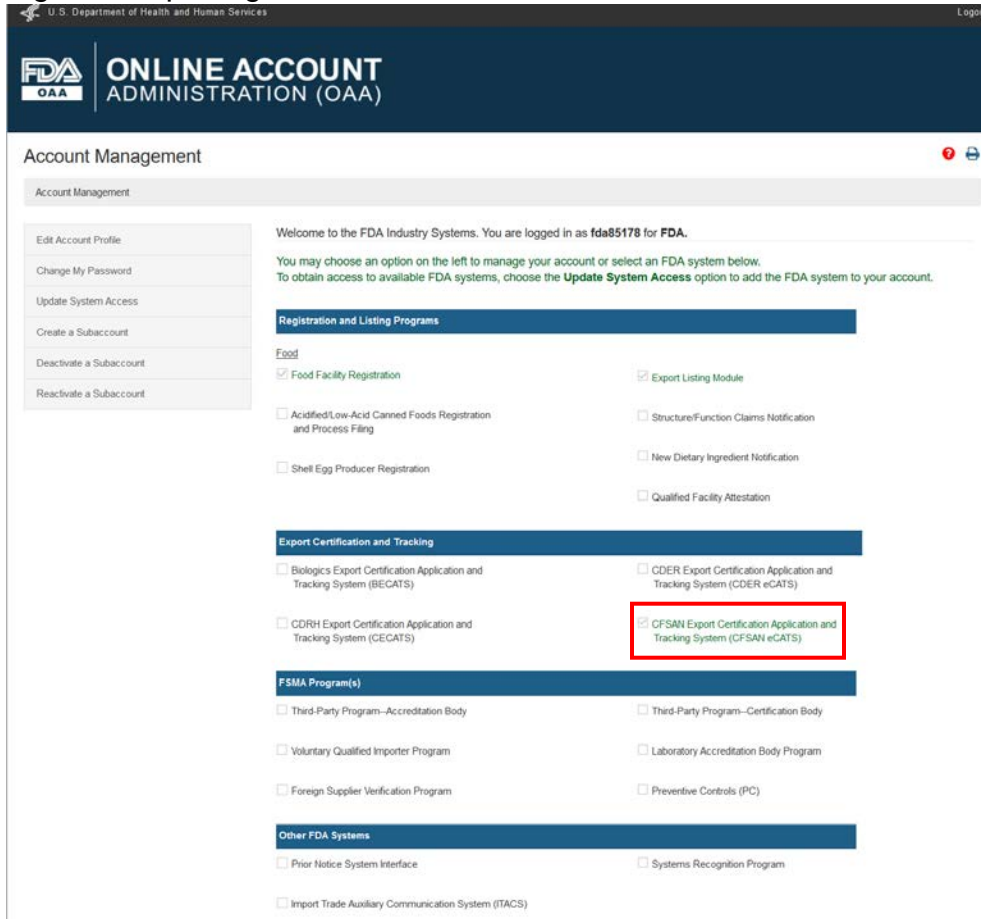 U.S. Department of Health and Human Services
FDA
OAA
ONLINE ACCOUNT
ADMINISTRATION (OAA)
Account Management
?
Account Management
Edit Account Profile
Change My Password
Update System Access
Create a Subaccount
Deactivate a Subaccount
Reactivate a Subaccount
Welcome to the FDA Industry Systems. You are logged in as fda85178 for FDA.
You may choose an option on the left to manage your account or select an FDA system below.
To obtain access to available FDA systems, choose the Update System Access option to add the FDA system to your account.
Registration and Listing Programs
Food
Food Facility Registration
Export Listing Module
Acidified/Low-Acid Canned Foods Registration
and Process Filing
Structure/Function Claims Notification
Shell Egg Producer Registration
New Dietary Ingredient Notification
Qualified Facility Attestation
Export Certification and Tracking
Biologics Export Certification Application and
Tracking System (BECATS)
CDER Export Certification Application and
Tracking System (CDER eCATS)
CDRH Export Certification Application and
Tracking System (CECATS)
CFSAN Export Certification Application and
Tracking System (CFSAN eCATS)
FSMA Program(s)
Third-Party Program--Accreditation Body
Third-Party Program--Certification Body
Voluntary Qualified Importer Program
Laboratory Accreditation Body Program
Foreign Supplier Verification Program
Preventive Controls (PC)
Other FDA Systems
Prior Notice System Interface
Systems Recognition Program
Import Trade Auxiliary Communication System (ITACS)